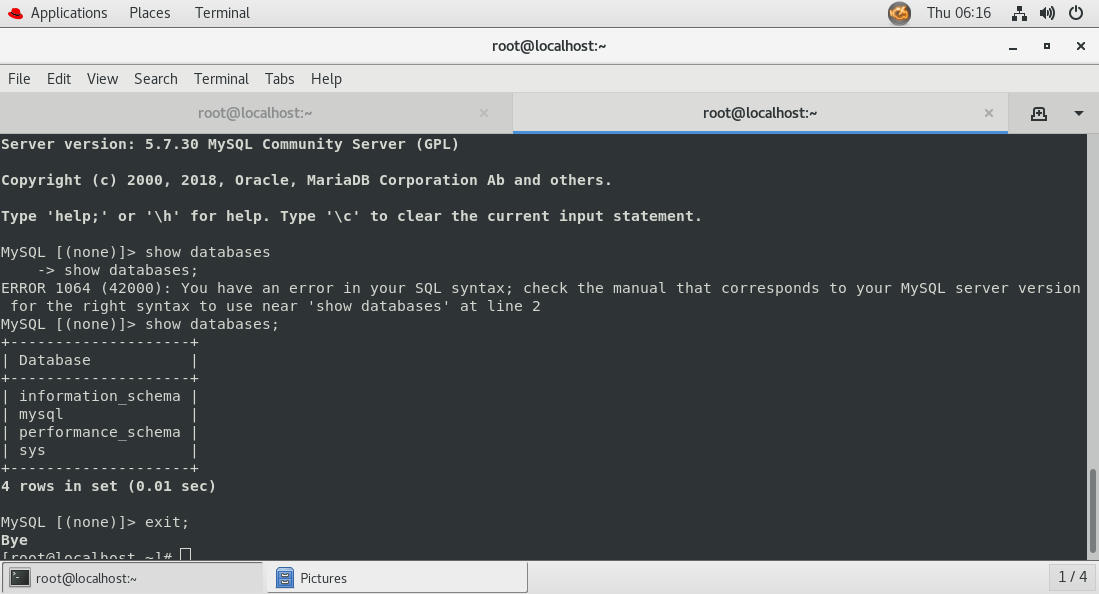 Applications Places Terminal Thu 06:16
root@localhost:~
File Edit View Search Terminal Tabs Help
root@localhost:~ × root@localhost:~ ×
Server version: 5.7.30 MySQL Community Server (GPL)
Copyright (c) 2000, 2018, Oracle, MariaDB Corporation Ab and others.
Type 'help;' or '\h' for help. Type '\c' to clear the current input statement.
MySQL [(none)]> show databases
    -> show databases;
ERROR 1064 (42000): You have an error in your SQL syntax; check the manual that corresponds to your MySQL server version
 for the right syntax to use near 'show databases' at line 2
MySQL [(none)]> show databases;
+--------------------+
| Database           |
+--------------------+
| information_schema |
| mysql              |
| performance_schema |
| sys                |
+--------------------+
4 rows in set (0.01 sec)
MySQL [(none)]> exit;
Bye
[root@localhost ~]#
root@localhost:~ Pictures 1 / 4